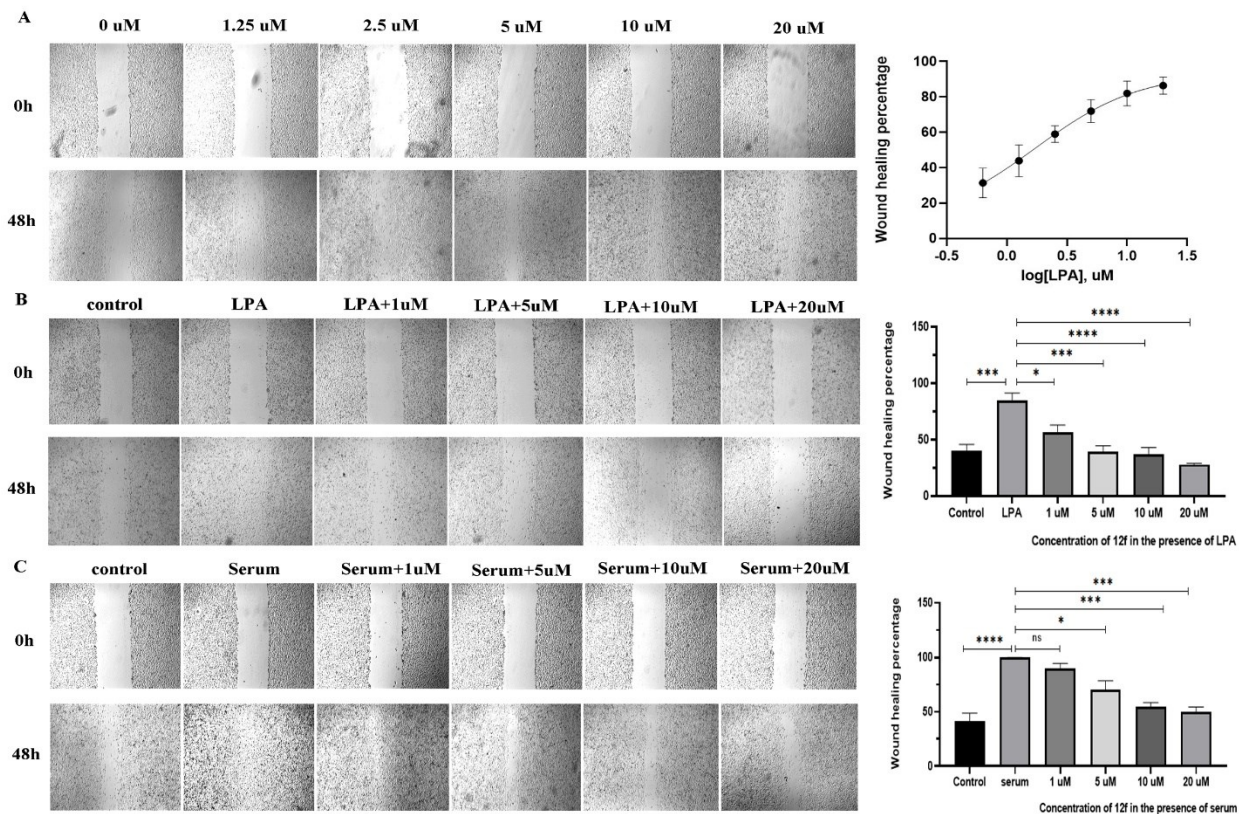 A
0 uM 1.25 uM 2.5 uM 5 uM 10 uM 20 uM
0h
48h
Wound healing percentage
100
80
60
40
20
0
-0.5 0.0 0.5 1.0 1.5
log[LPA], uM
B
control LPA LPA+1uM LPA+5uM LPA+10uM LPA+20uM
0h
48h
Wound healing percentage
150
100
50
0
****
****
***
*** *
Control LPA 1 uM 5 uM 10 uM 20 uM
Concentration of 12f in the presence of LPA
C
control Serum Serum+1uM Serum+5uM Serum+10uM Serum+20uM
0h
48h
Wound healing percentage
150
100
50
0
***
***
*
**** ns
Control serum 1 uM 5 uM 10 uM 20 uM
Concentration of 12f in the presence of serum